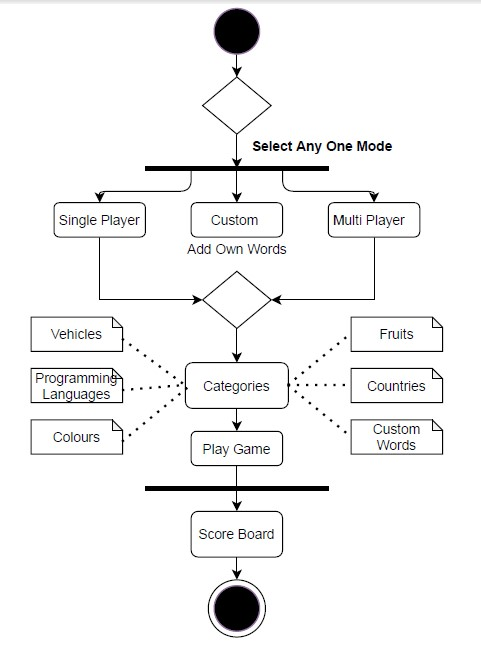 Select Any One Mode
Single Player
Custom
Multi Player
Add Own Words
Vehicles
Fruits
Programming
Languages
Categories
Countries
Colours
Custom
Words
Play Game
Score Board